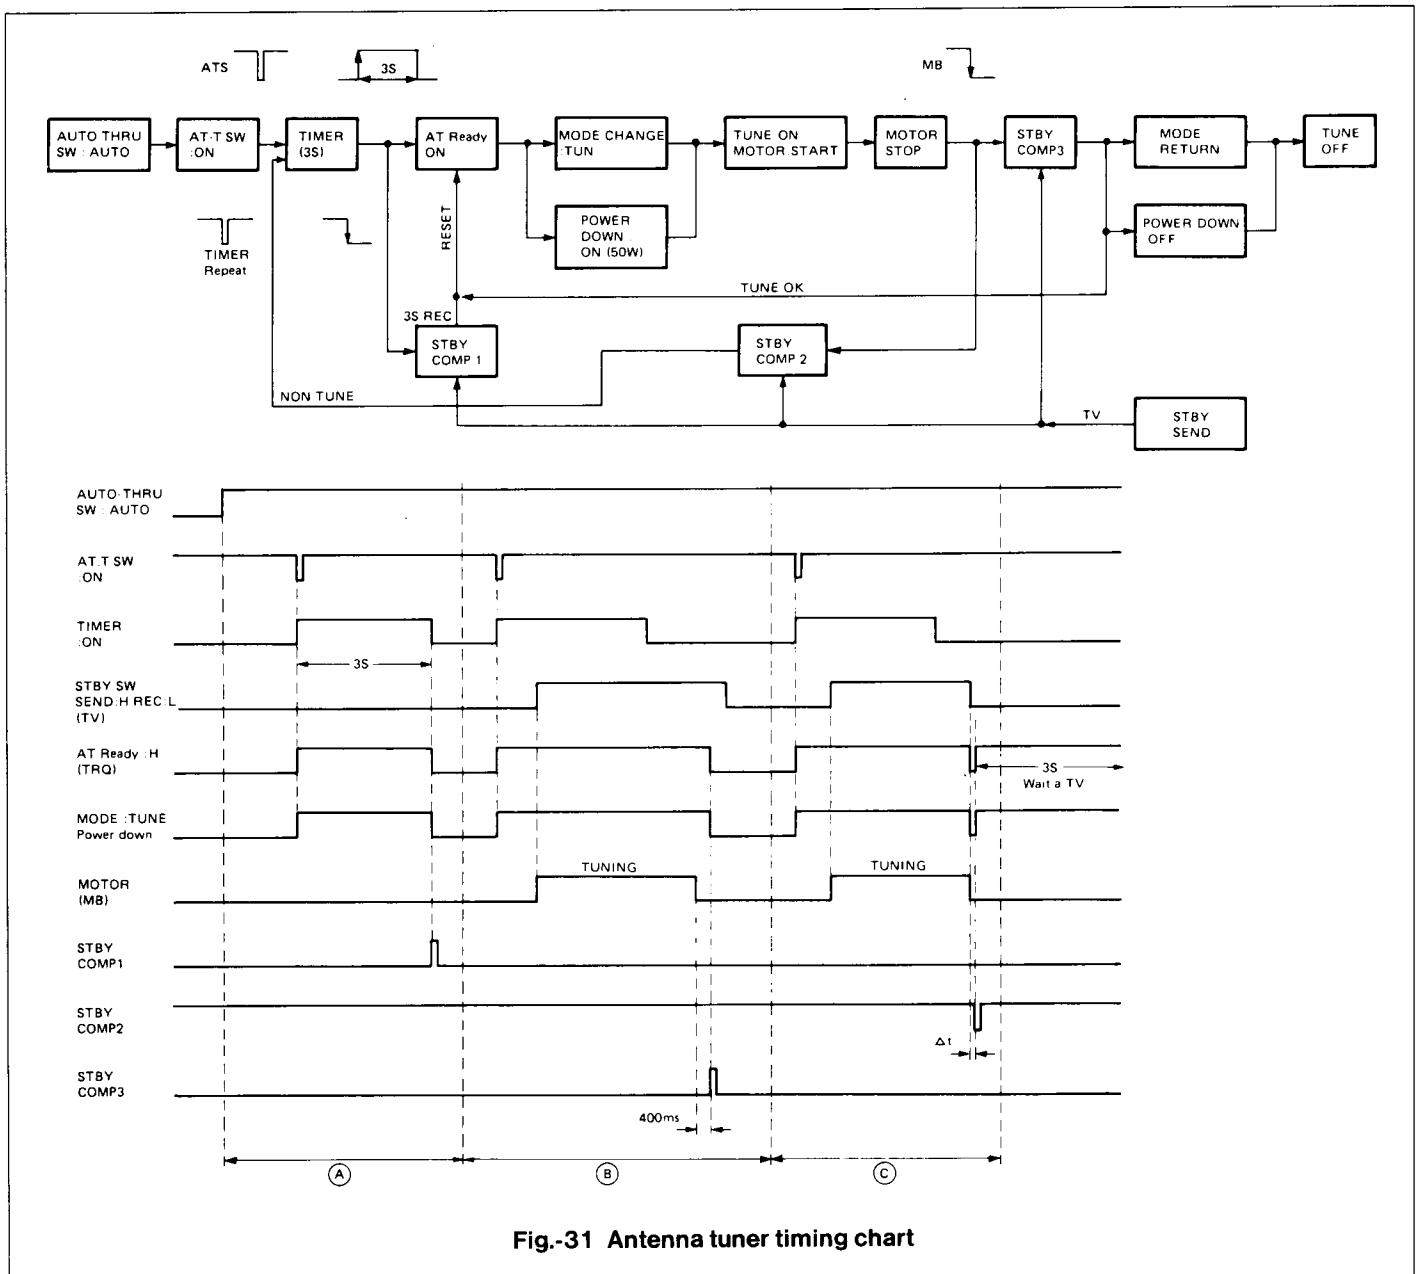 ATS
3S
MB
AUTO THRU
SW : AUTO
AT·T SW
:ON
TIMER
(3S)
AT Ready
ON
MODE CHANGE
:TUN
TUNE ON
MOTOR START
MOTOR
STOP
STBY
COMP3
MODE
RETURN
TUNE
OFF
TIMER
Repeat
RESET
POWER
DOWN
ON (50W)
POWER DOWN
OFF
TUNE OK
3S REC
STBY
COMP 1
STBY
COMP 2
NON TUNE
TV
STBY
SEND
AUTO-THRU
SW : AUTO
AT.T SW
:ON
TIMER
:ON
3S
STBY SW
SEND:H REC:L
(TV)
AT Ready :H
(TRQ)
3S
Wait a TV
MODE :TUNE
Power down
TUNING
TUNING
MOTOR
(MB)
STBY
COMP1
STBY
COMP2
Δt
STBY
COMP3
400ms
A
B
C
Fig.-31 Antenna tuner timing chart